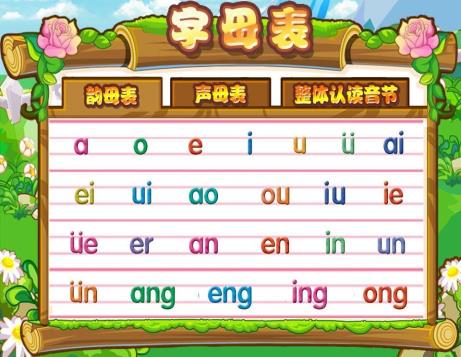 字母表
韵母表 声母表 整体认读音节
a o e i u ü ai
ei ui ao ou iu ie
üe er an en in un
ün ang eng ing ong